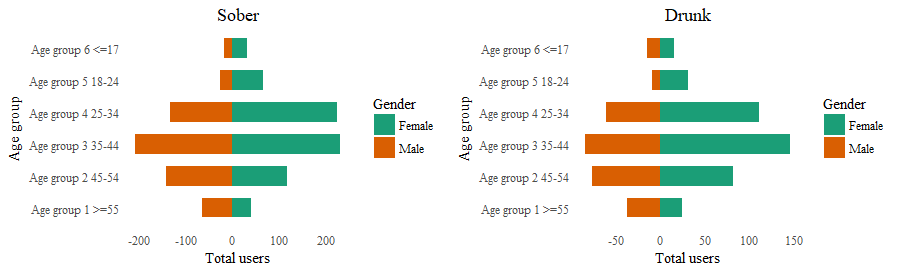 Sober
Age group
Age group 6 <=17
Age group 5 18-24
Age group 4 25-34
Age group 3 35-44
Age group 2 45-54
Age group 1 >=55
-200 -100 0 100 200
Total users
Gender
Female
Male
Drunk
Age group
Age group 6 <=17
Age group 5 18-24
Age group 4 25-34
Age group 3 35-44
Age group 2 45-54
Age group 1 >=55
-50 0 50 100 150
Total users
Gender
Female
Male